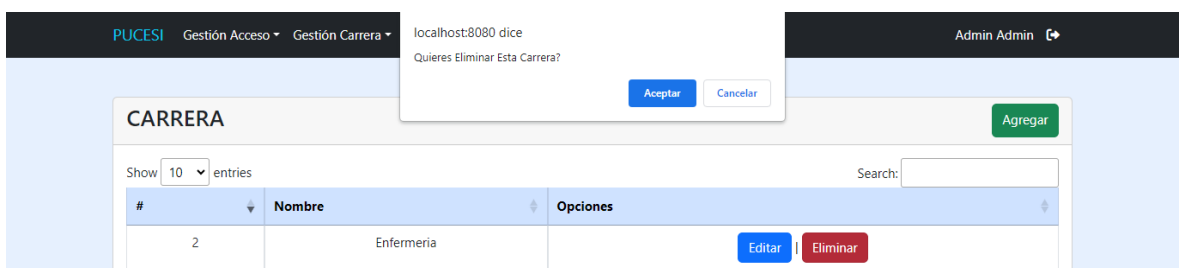 PUCESI Gestión Acceso Gestión Carrera Admin Admin
localhost:8080 dice
Quieres Eliminar Esta Carrera?
Aceptar Cancelar
CARRERA Agregar
Show 10 entries Search:
# Nombre Opciones
2 Enfermeria Editar | Eliminar